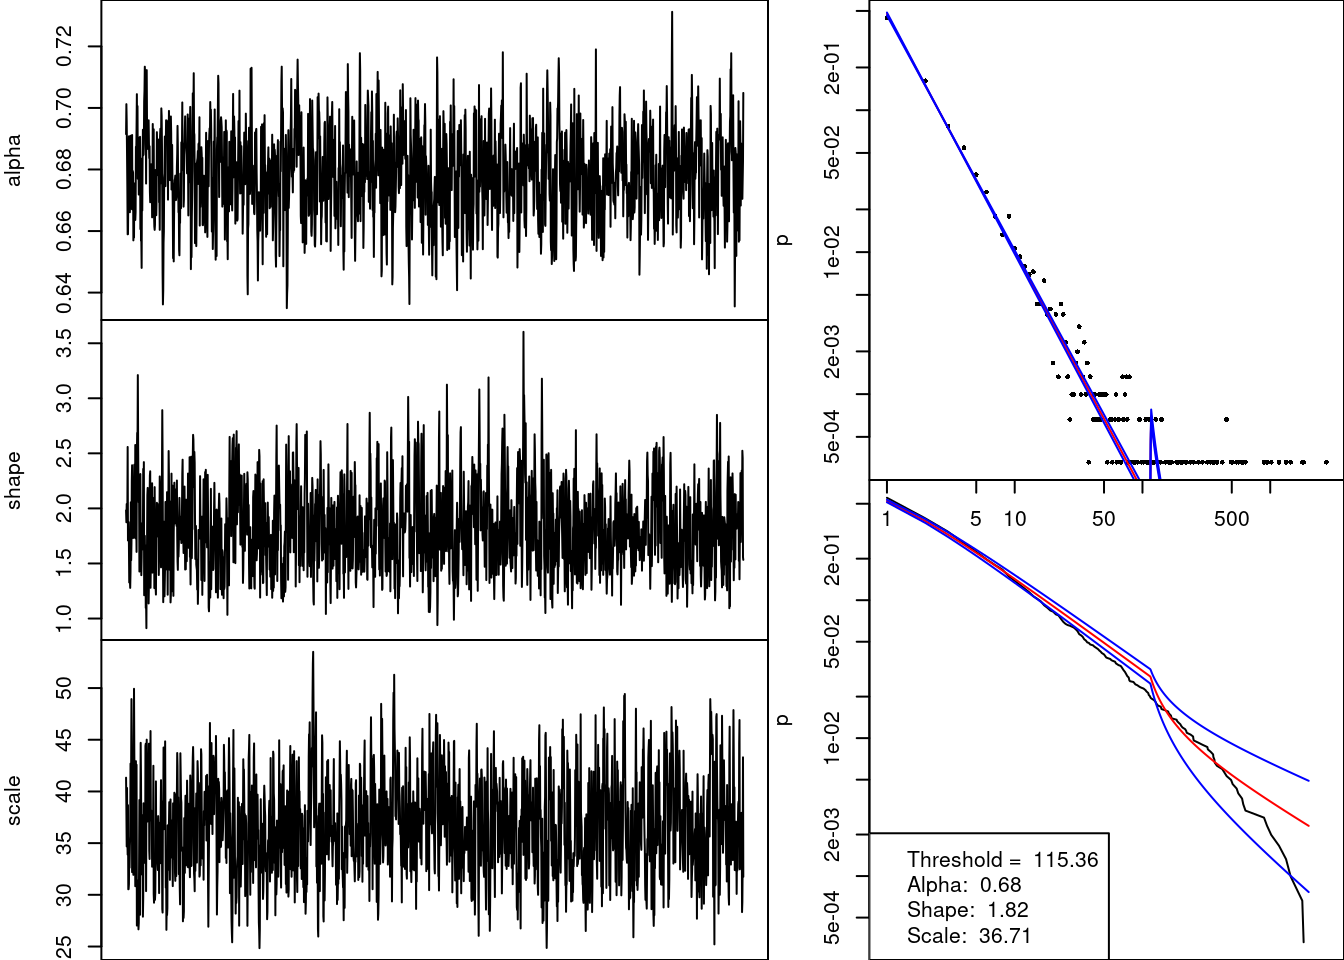 alpha
0.72
0.70
0.68
0.66
0.64
shape
3.5
3.0
2.5
2.0
1.5
1.0
scale
50
45
40
35
30
25
p
2e-01
5e-02
1e-02
2e-03
5e-04
1 5 10 50 500
p
2e-01
5e-02
1e-02
2e-03
5e-04
Threshold = 115.36
Alpha: 0.68
Shape: 1.82
Scale: 36.71